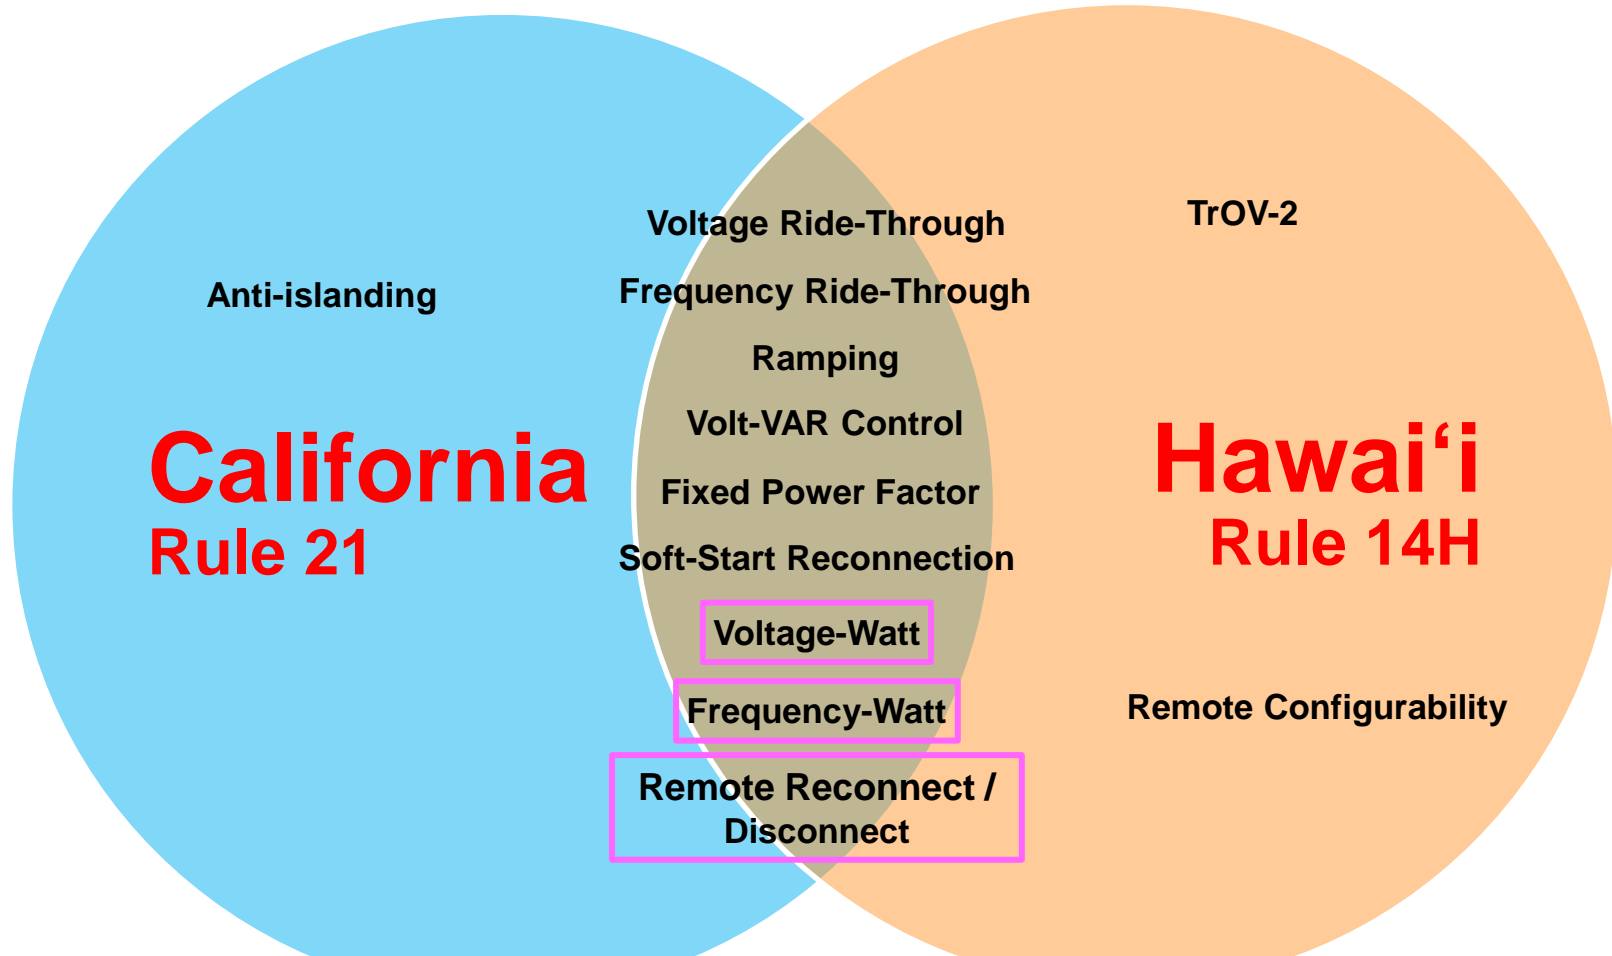 Voltage Ride-Through
TrOV-2
Anti-islanding
Frequency Ride-Through
Ramping
Volt-VAR Control
California
Rule 21
Hawai‘i
Rule 14H
Fixed Power Factor
Soft-Start Reconnection
Voltage-Watt
Frequency-Watt
Remote Configurability
Remote Reconnect /
Disconnect